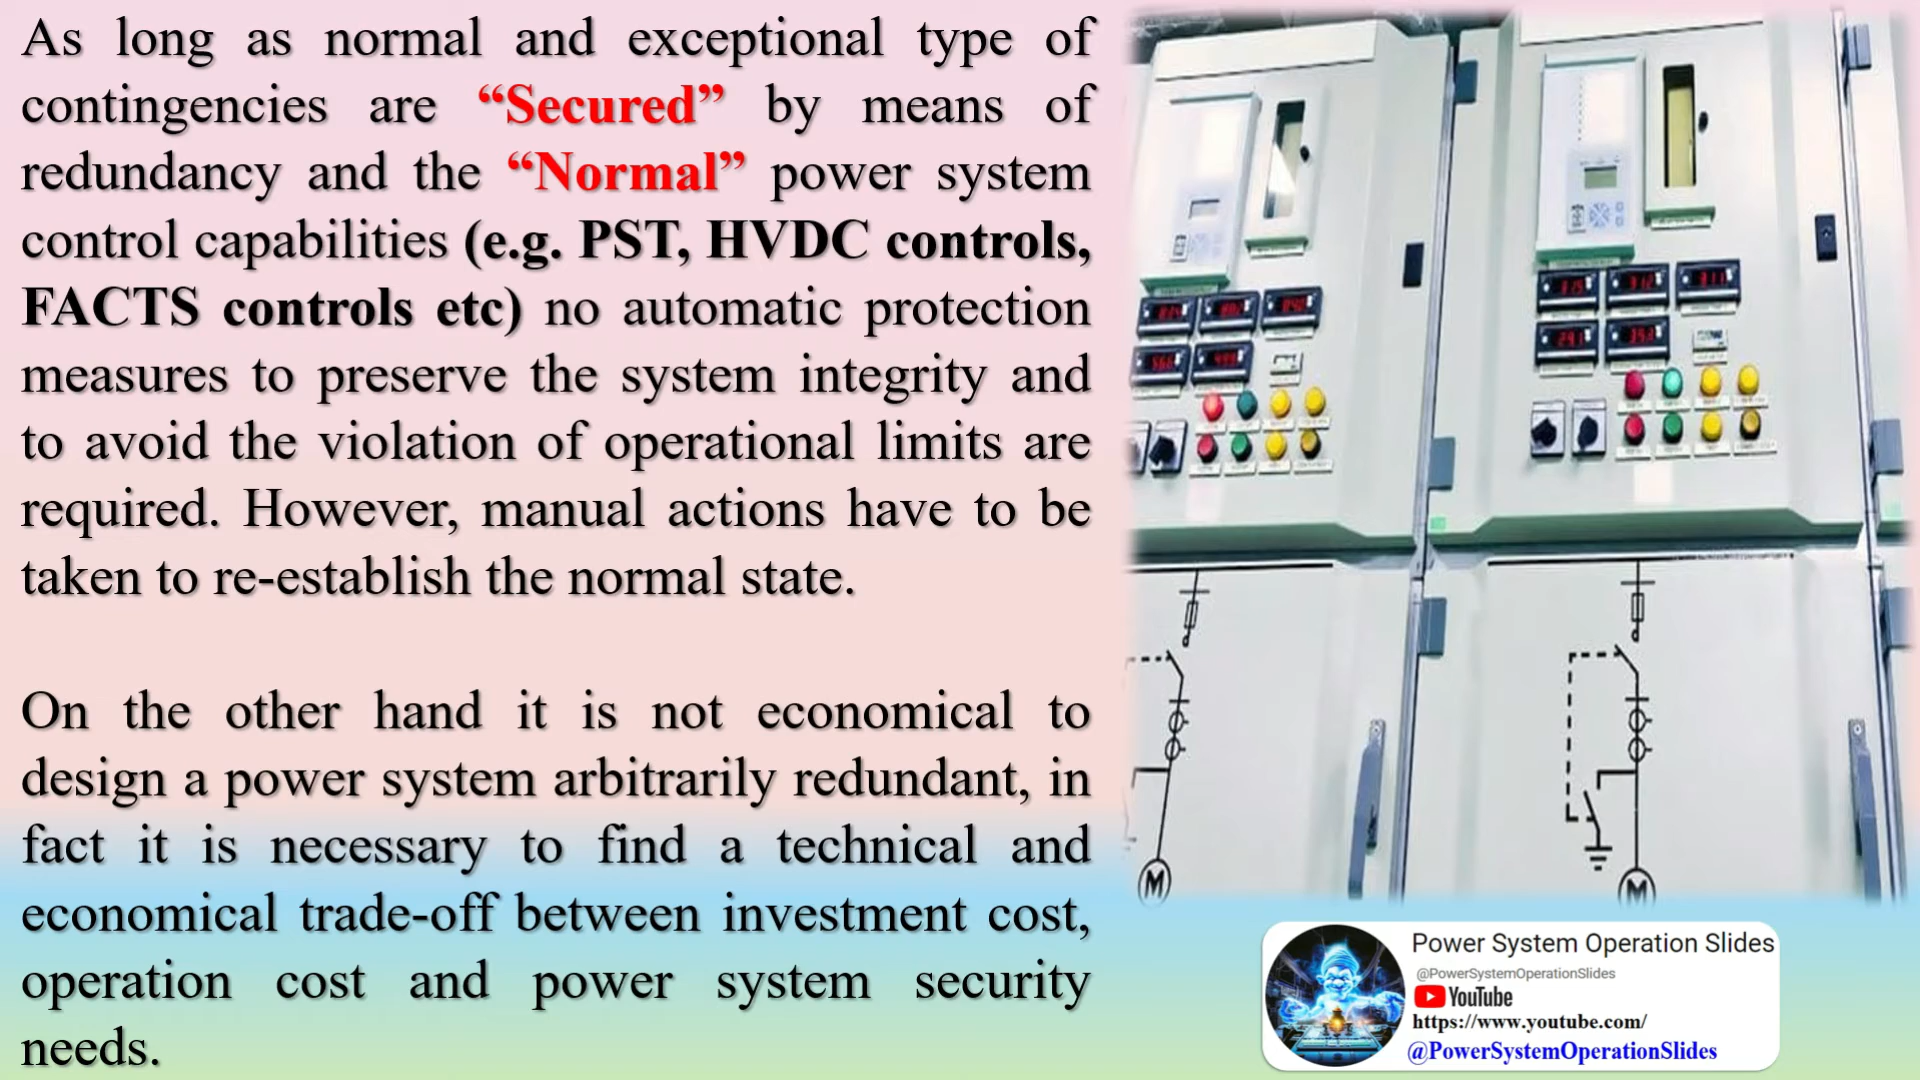 As long as normal and exceptional type of
contingencies are “Secured” by means of
redundancy and the “Normal” power system
control capabilities (e.g. PST, HVDC controls,
FACTS controls etc) no automatic protection
measures to preserve the system integrity and
to avoid the violation of operational limits are
required. However, manual actions have to be
taken to re-establish the normal state.
On the other hand it is not economical to
design a power system arbitrarily redundant, in
fact it is necessary to find a technical and
economical trade-off between investment cost,
operation cost and power system security
needs.
M
M
Power System Operation Slides
@PowerSystemOperationSlides
YouTube
https://www.youtube.com/
@PowerSystemOperationSlides